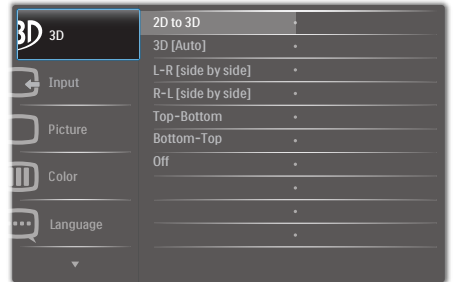 3D 3D
Input
Picture
Color
Language
2D to 3D
3D [Auto]
L-R [side by side]
R-L [side by side]
Top-Bottom
Bottom-Top
Off